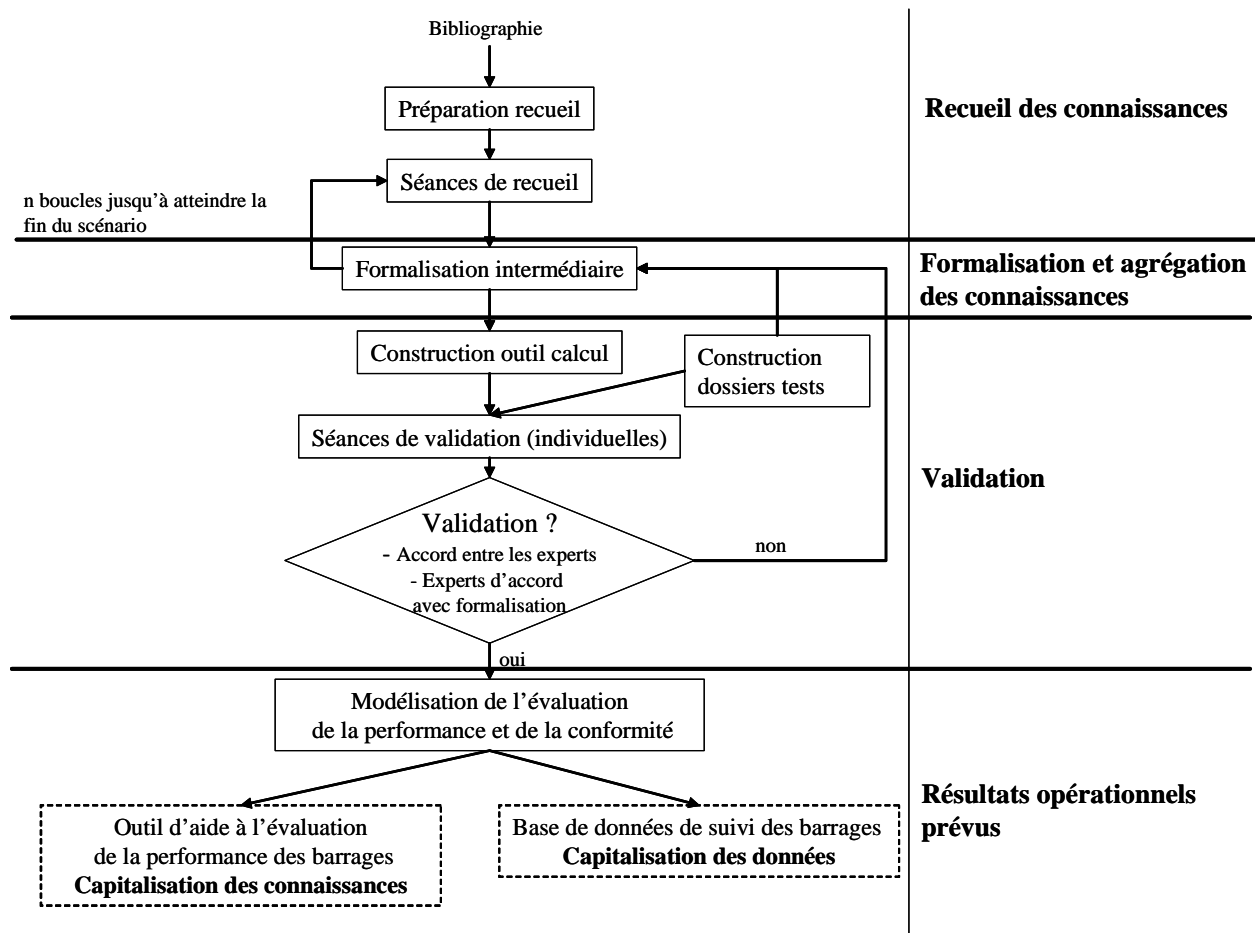 Bibliographie
Préparation recueil
Recueil des connaissances
Séances de recueil
n boucles jusqu'à atteindre la
fin du scénario
Formalisation intermédiaire
Formalisation et agrégation
des connaissances
Construction outil calcul
Construction
dossiers tests
Séances de validation (individuelles)
Validation
Validation ?
- Accord entre les experts
- Experts d'accord
avec formalisation
non
oui
Modélisation de l'évaluation
de la performance et de la conformité
Résultats opérationnels
prévus
Outil d'aide à l'évaluation
de la performance des barrages
Capitalisation des connaissances
Base de données de suivi des barrages
Capitalisation des données